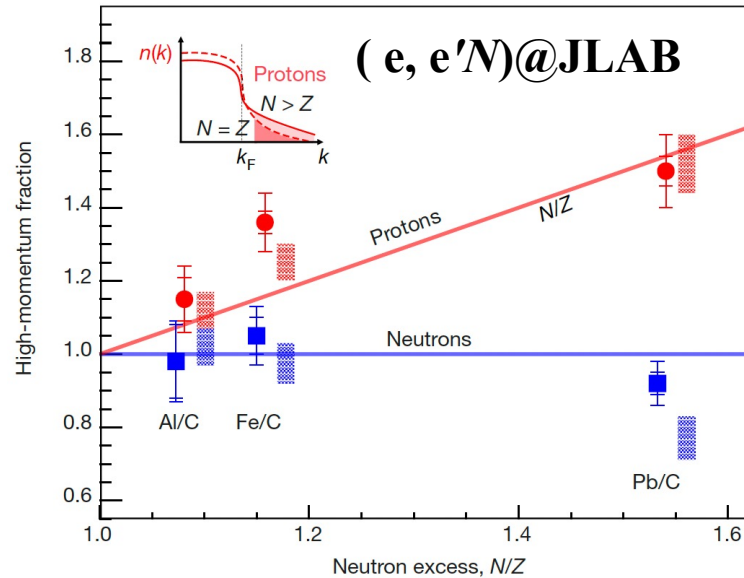 ( e, e'N)@JLAB
n(k)
Protons
N > Z
N = Z
k_F
k
1.8
1.6
1.4
1.2
1.0
0.8
0.6
High-momentum fraction
Protons
N/Z
Neutrons
Al/C
Fe/C
Pb/C
1.0
1.2
1.4
1.6
Neutron excess, N/Z